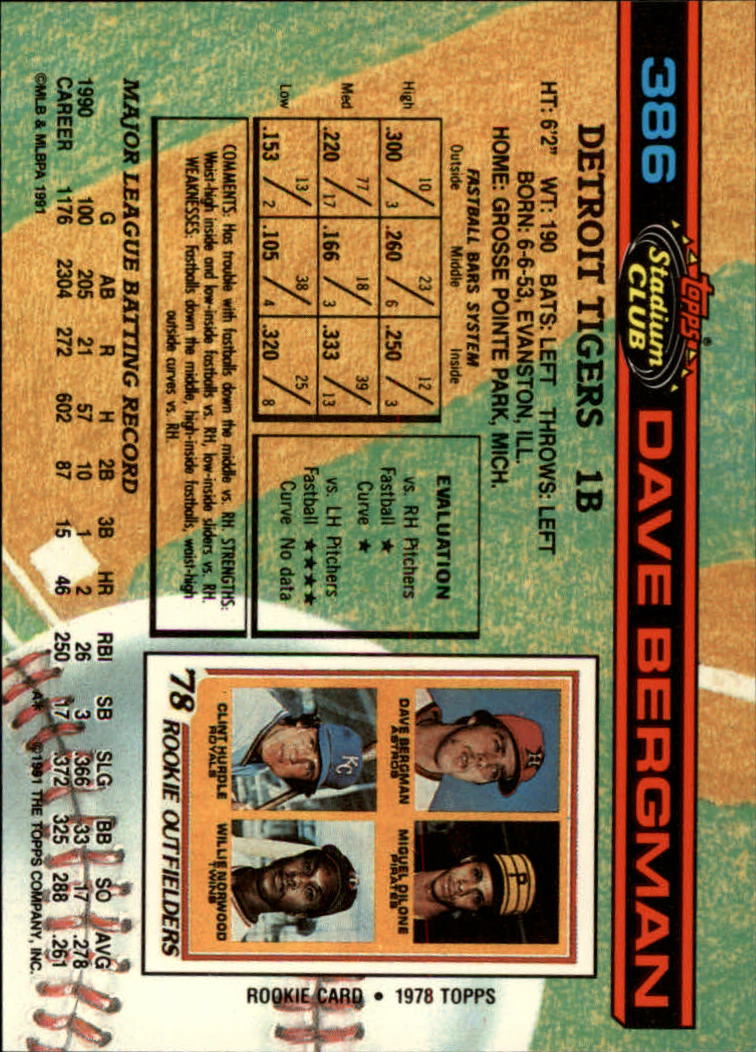 386
TOPPS®
Stadium
CLUB
DAVE BERGMAN
DETROIT TIGERS 1B
HT: 6'2" WT: 190 BATS: LEFT THROWS: LEFT
BORN: 6-6-53, EVANSTON, ILL.
HOME: GROSSE POINTE PARK, MICH.
FASTBALL BARS SYSTEM
Outside Middle Inside
High .300 10/3 .260 23/6 .250 12/3
Med .220 77/17 .166 18/3 .333 39/13
Low .153 13/2 .105 38/4 .320 25/8
EVALUATION
vs. RH Pitchers
Fastball ★
Curve ★
vs. LH Pitchers
Fastball ★★★★
Curve No data
COMMENTS: Has trouble with fastballs down the middle vs. RH. STRENGTHS:
Waist-high inside and low-inside fastballs vs. RH, low-inside sliders vs. RH.
WEAKNESSES: Fastballs down the middle, high-inside fastballs, waist-high
outside curves vs. RH.
DAVE BERGMAN
ASTROS
MIGUEL DILONE
PIRATES
CLINT HURDLE
ROYALS
WILLIE NORWOOD
TWINS
H
P
KC
'78 ROOKIE OUTFIELDERS
ROOKIE CARD • 1978 TOPPS
MAJOR LEAGUE BATTING RECORD
G AB R H 2B 3B HR RBI SB SLG BB SO AVG
1990 100 205 21 57 10 1 2 26 3 .366 33 17 .278
CAREER 1176 2304 272 602 87 15 46 250 17 .372 325 288 .261
©MLB & MLBPA 1991
A* ©1991 THE TOPPS COMPANY, INC.